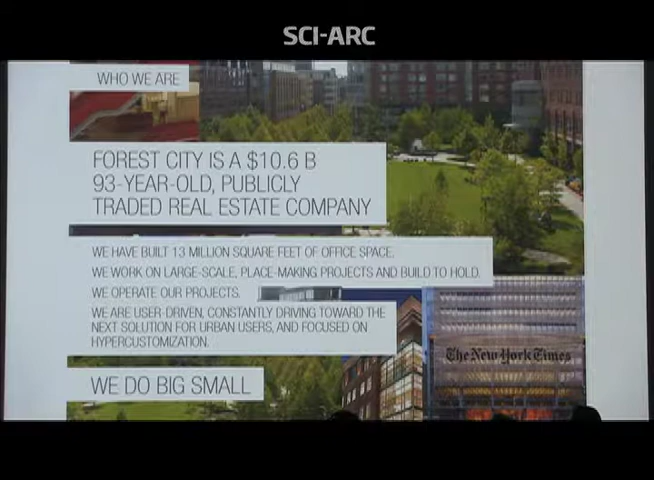 SCI-ARC
WHO WE ARE
FOREST CITY IS A $10.6 B
93-YEAR-OLD, PUBLICLY
TRADED REAL ESTATE COMPANY
WE HAVE BUILT 13 MILLION SQUARE FEET OF OFFICE SPACE.
WE WORK ON LARGE-SCALE, PLACE-MAKING PROJECTS AND BUILD TO HOLD.
WE OPERATE OUR PROJECTS.
WE ARE USER-DRIVEN, CONSTANTLY DRIVING TOWARD THE
NEXT SOLUTION FOR URBAN USERS, AND FOCUSED ON
HYPERCUSTOMIZATION.
The New York Times
WE DO BIG SMALL